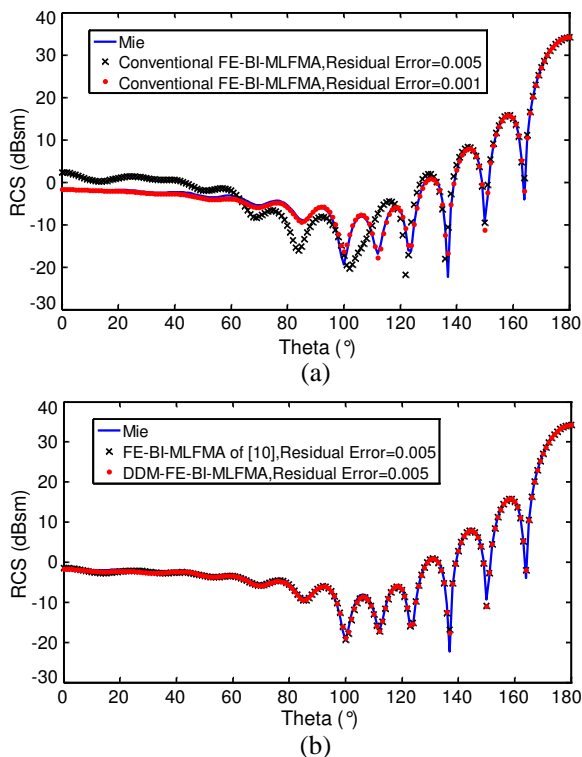 40
30
20
10
0
-10
-20
-30
RCS (dBsm)
Mie
Conventional FE-BI-MLFMA,Residual Error=0.005
Conventional FE-BI-MLFMA,Residual Error=0.001
0 20 40 60 80 100 120 140 160 180
Theta (°)
(a)
40
30
20
10
0
-10
-20
-30
RCS (dBsm)
Mie
FE-BI-MLFMA of [10],Residual Error=0.005
DDM-FE-BI-MLFMA,Residual Error=0.005
0 20 40 60 80 100 120 140 160 180
Theta (°)
(b)